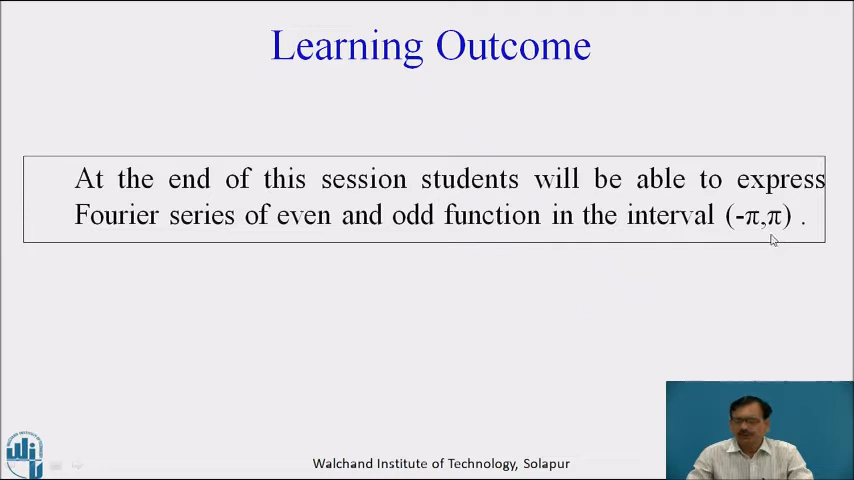 Learning Outcome
At the end of this session students will be able to express
Fourier series of even and odd function in the interval (-π,π) .
Walchand Institute of Technology, Solapur